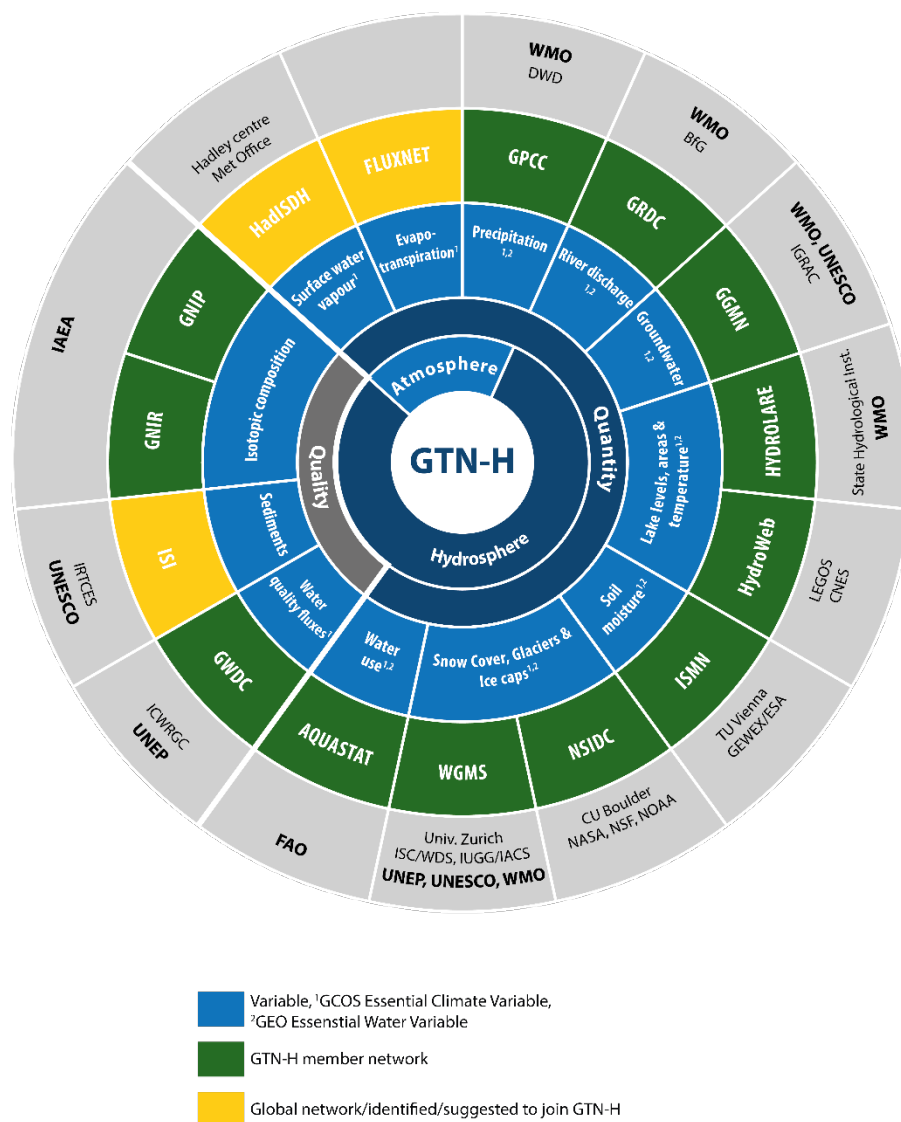 WMO
DWD
WMO
BfG
WMO, UNESCO
IGRAC
WMO
State Hydrological Inst.
LEGOS
CNES
TU Vienna
GEWEX/ESA
CU Boulder
NASA, NSF, NOAA
Univ. Zurich
ISC/WDS, IUGG/IACS
UNEP, UNESCO, WMO
FAO
ICWRGC
UNEP
IRTCES
UNESCO
IAEA
Hadley centre
Met Office
FLUXNET
GPCC
GRDC
GGMN
HYDROLARE
HydroWeb
ISMN
NSIDC
WGMS
AQUASTAT
GWDC
ISI
GNIR
GNIP
HadISDH
Evapo-
transpiration¹
Precipitation
1,2
River discharge
1,2
Groundwater
1,2
Lake levels, areas &
temperature¹,²
Soil
moisture¹,²
Snow Cover, Glaciers &
Ice caps¹,²
Water
use¹,²
Water
quality fluxes¹
Sediments
Isotopic composition
Surface water
vapour¹
Quantity
Quality
Atmosphere
Hydrosphere
GTN-H
Variable, ¹GCOS Essential Climate Variable,
²GEO Essenstial Water Variable
GTN-H member network
Global network/identified/suggested to join GTN-H